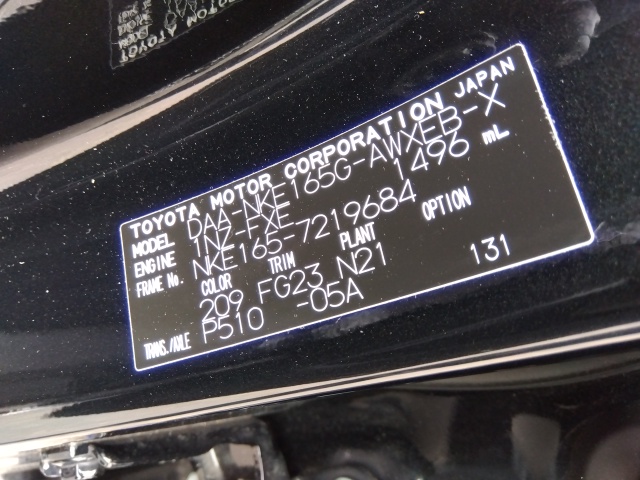 TOYOTA MOTOR CORPORATION JAPAN
MODEL DAA-NKE165G-AWXEB-X
ENGINE 1NZ-FXE 1496 mL
FRAME No. NKE165-7219684
COLOR TRIM PLANT OPTION
209 FG23 N21 131
TRANS./AXLE P510 -05A